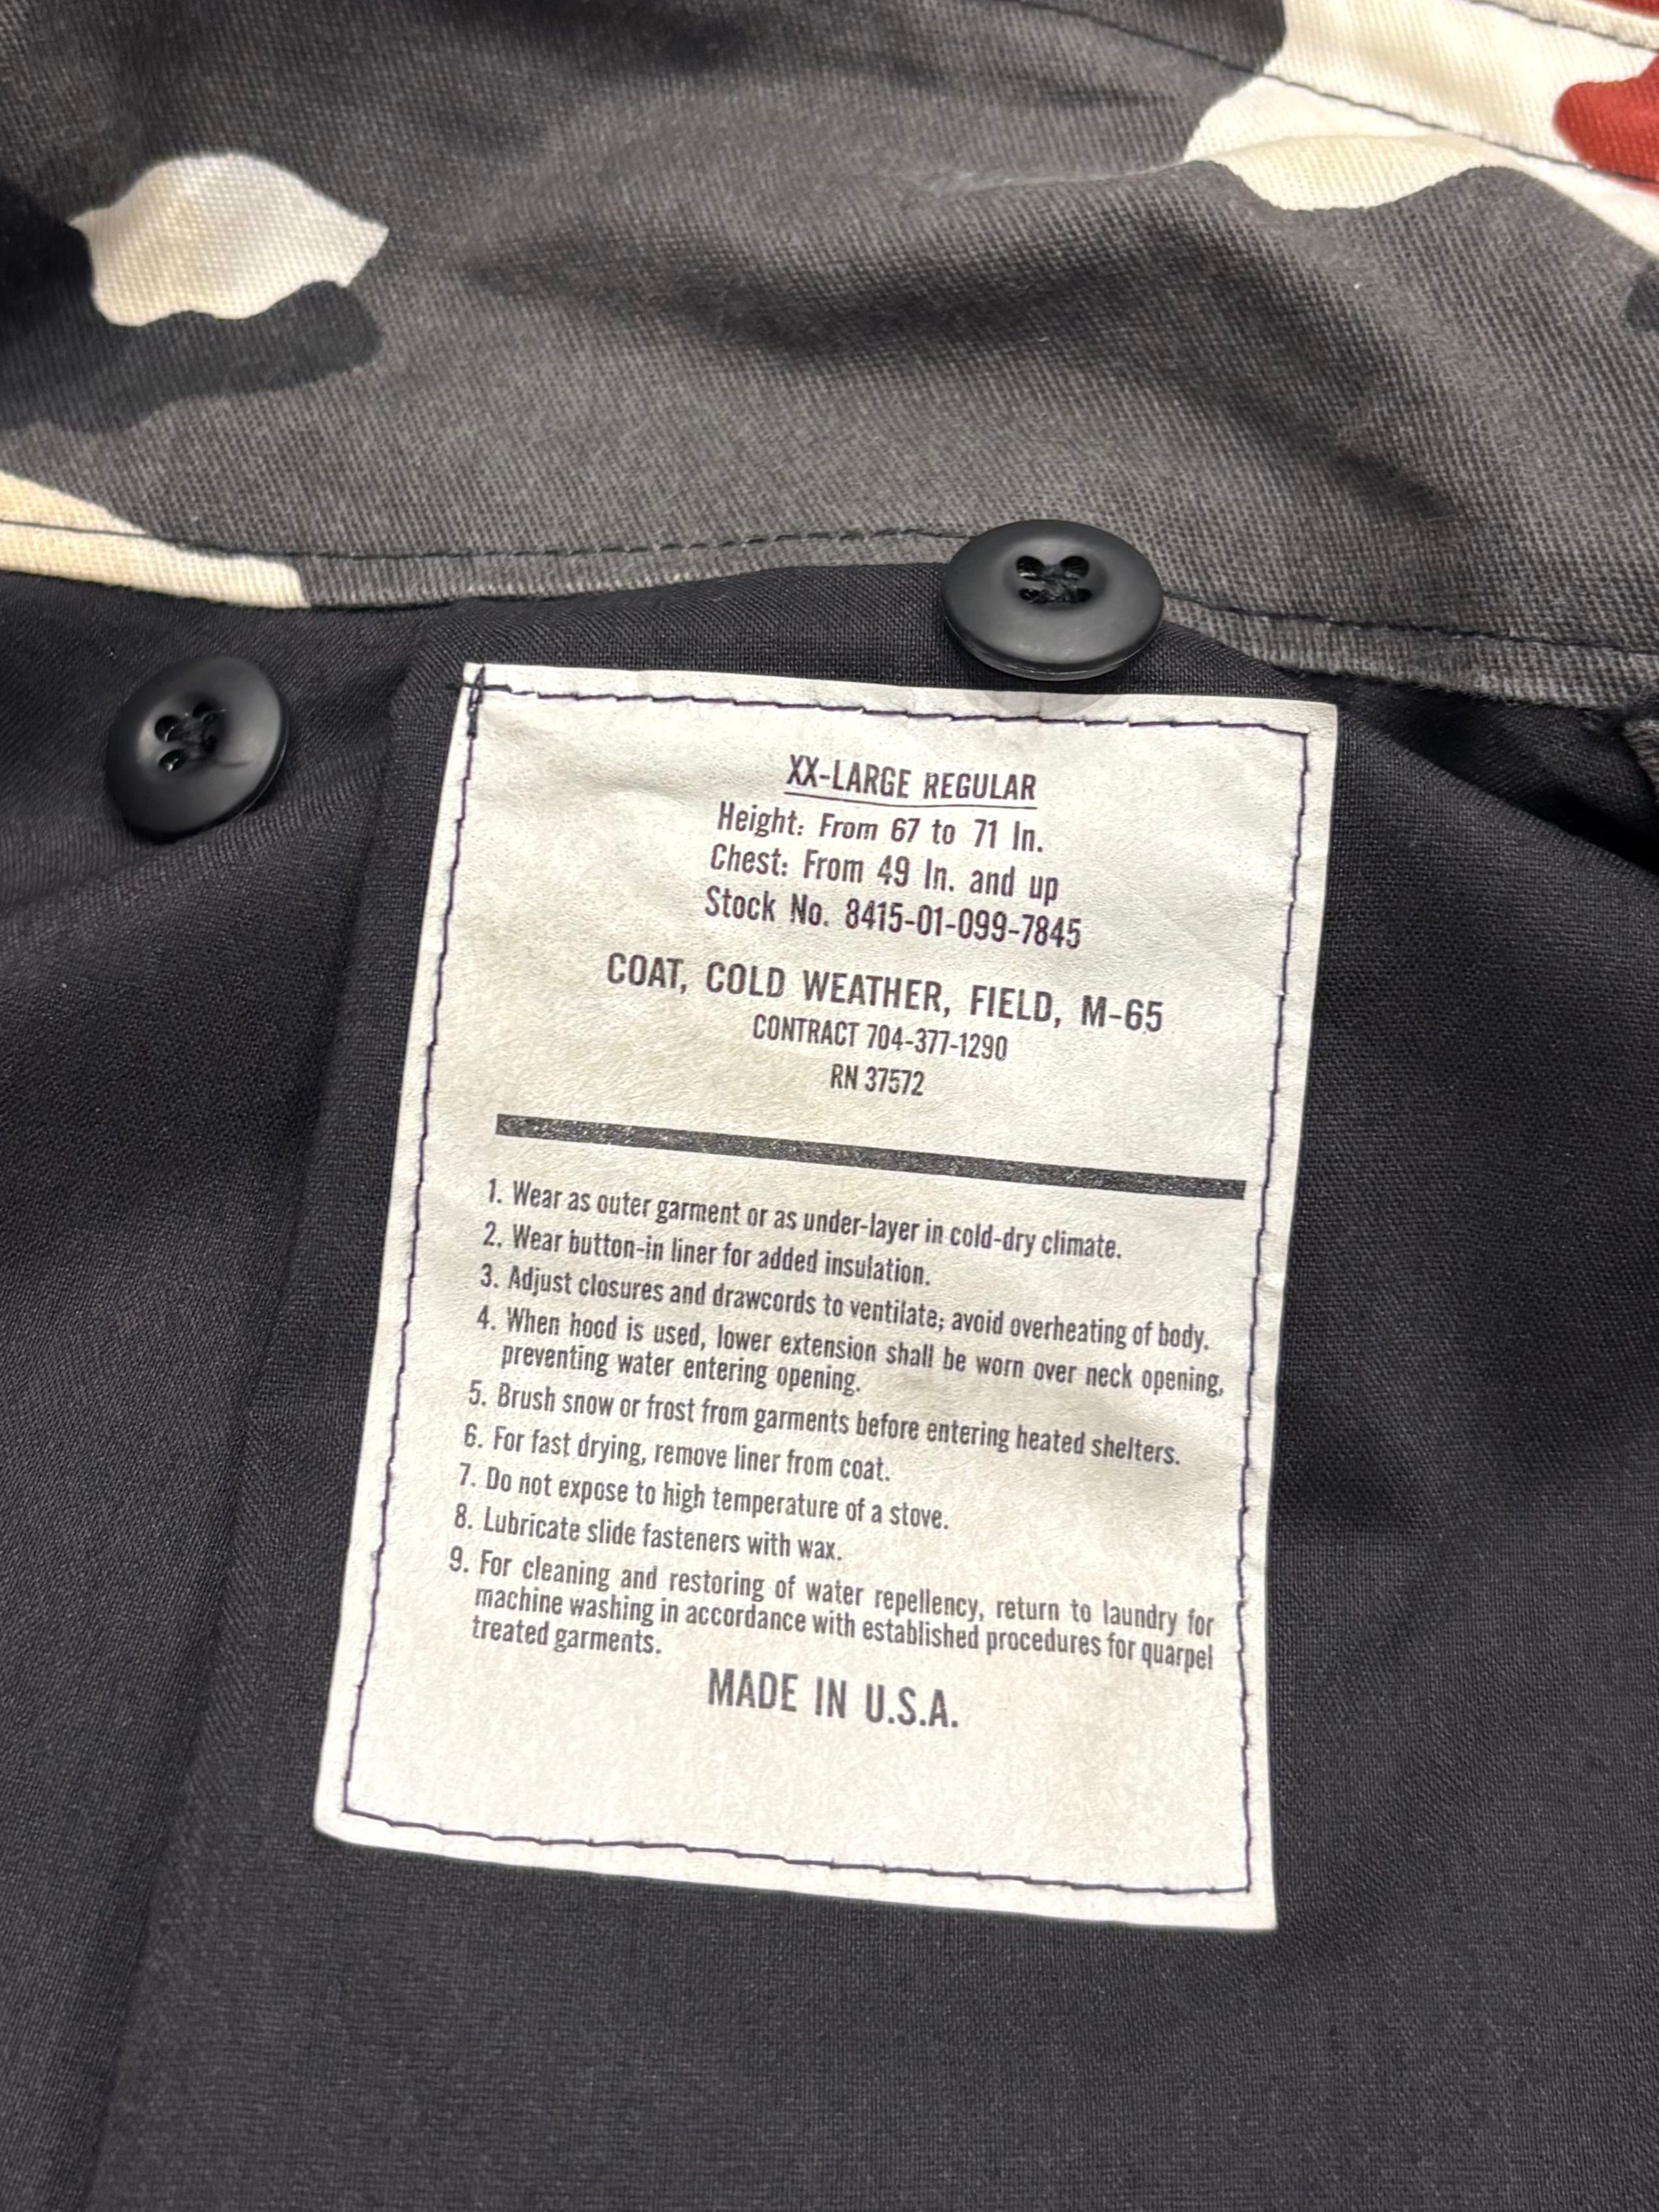 XX-LARGE REGULAR
Height: From 67 to 71 In.
Chest: From 49 In. and up
Stock No. 8415-01-099-7845
COAT, COLD WEATHER, FIELD, M-65
CONTRACT 704-377-1290
RN 37572
1. Wear as outer garment or as under-layer in cold-dry climate.
2. Wear button-in liner for added insulation.
3. Adjust closures and drawcords to ventilate; avoid overheating of body.
4. When hood is used, lower extension shall be worn over neck opening,
preventing water entering opening.
5. Brush snow or frost from garments before entering heated shelters.
6. For fast drying, remove liner from coat.
7. Do not expose to high temperature of a stove.
8. Lubricate slide fasteners with wax.
9. For cleaning and restoring of water repellency, return to laundry for
machine washing in accordance with established procedures for quarpel
treated garments.
MADE IN U.S.A.